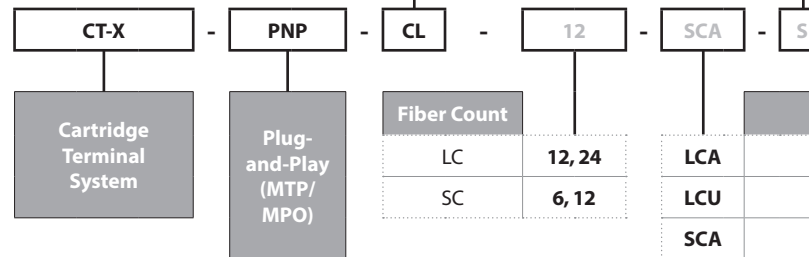 CT-X - PNP - CL - 12 - SCA - S
Cartridge
Terminal
System
Plug-
and-Play
(MTP/
MPO)
Fiber Count
LC 12, 24
SC 6, 12
LCA
LCU
SCA